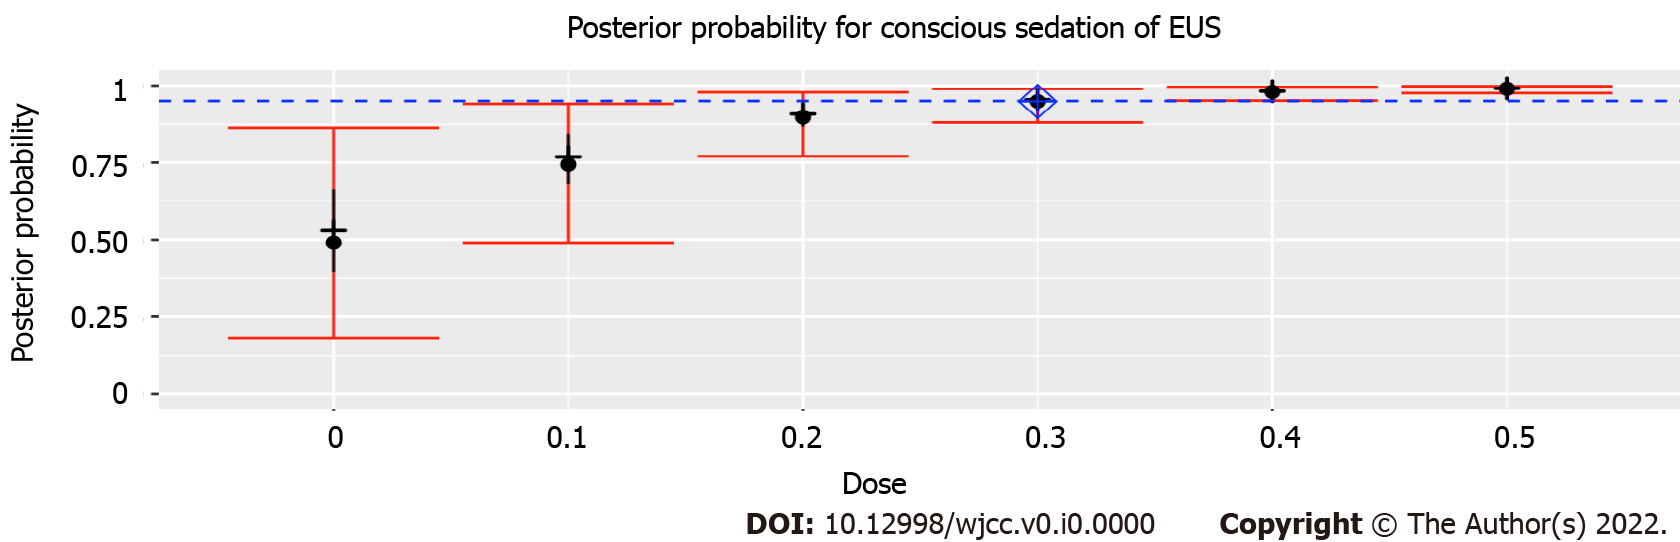 Posterior probability for conscious sedation of EUS
Posterior probability
1
0.75
0.50
0.25
0
0 0.1 0.2 0.3 0.4 0.5
Dose
DOI: 10.12998/wjcc.v0.i0.0000 Copyright © The Author(s) 2022.